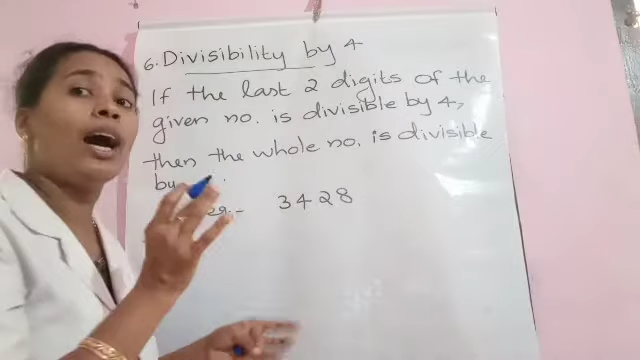 6. Divisibility by 4
If the last 2 digits of the
given no. is divisible by 4,
then the whole no. is divisible
by
3428